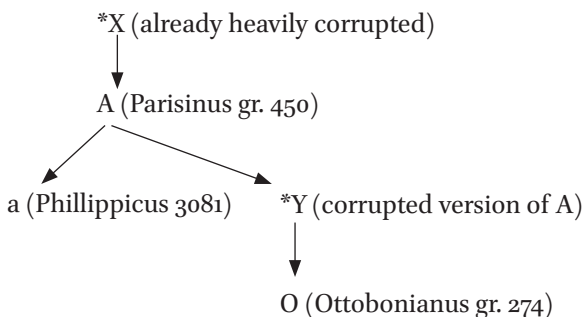 *X (already heavily corrupted)
A (Parisinus gr. 450)
a (Phillippicus 3081)
*Y (corrupted version of A)
O (Ottobonianus gr. 274)